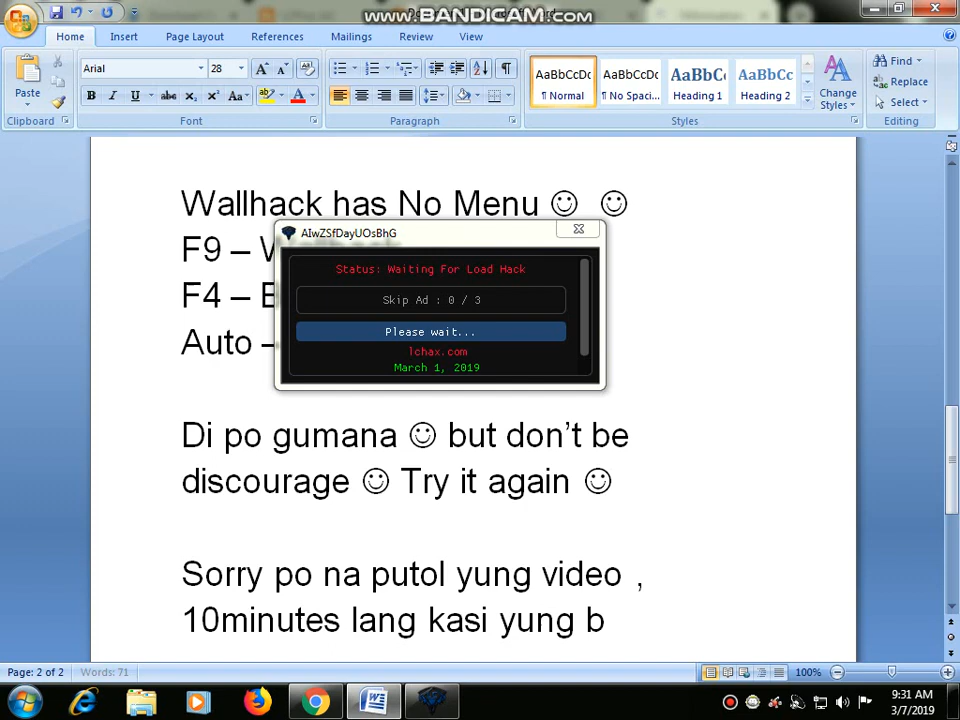 www.BANDICAM.com
Home Insert Page Layout References Mailings Review View
Paste
Clipboard
Arial 28
B I U abc X₂ X² Aa A
Font
Paragraph
AaBbCcDc AaBbCcDc AaBbC AaBbCc
¶ Normal ¶ No Spaci... Heading 1 Heading 2
Change Styles
Styles
Find
Replace
Select
Editing
Wallhack has No Menu ☺ ☺
F9 –
F4 –
Auto –
AIwZSfDayUOsBhG
Status: Waiting For Load Hack
Skip Ad : 0 / 3
Please wait...
lchax.com
March 1, 2019
Di po gumana ☺ but don’t be
discourage ☺ Try it again ☺
Sorry po na putol yung video ,
10minutes lang kasi yung b
Page: 2 of 2 Words: 71 100%
9:31 AM
3/7/2019